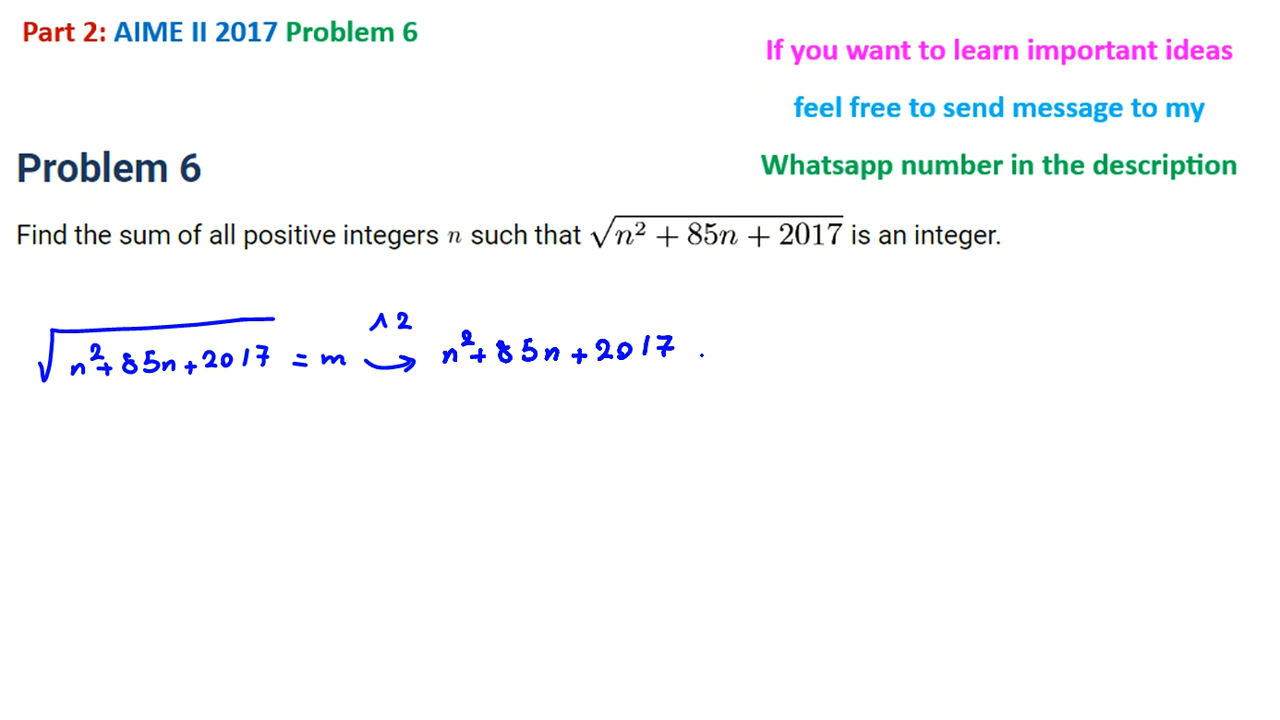 Part 2: AIME II 2017 Problem 6
If you want to learn important ideas
feel free to send message to my
Whatsapp number in the description
Problem 6
Find the sum of all positive integers n such that √(n² + 85n + 2017) is an integer.
√(n²+85n+2017) = m →^2 n²+85n+2017